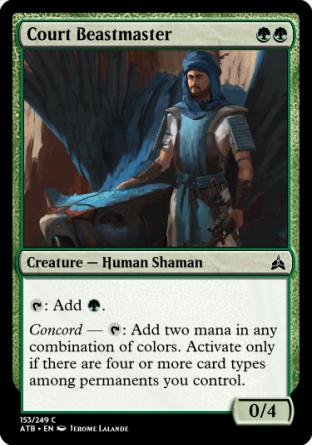 Court Beastmaster
Creature — Human Shaman
: Add .
Concord — : Add two mana in any
combination of colors. Activate only
if there are four or more card types
among permanents you control.
153/249 C
ATB • EN Jerome Lalande
0/4